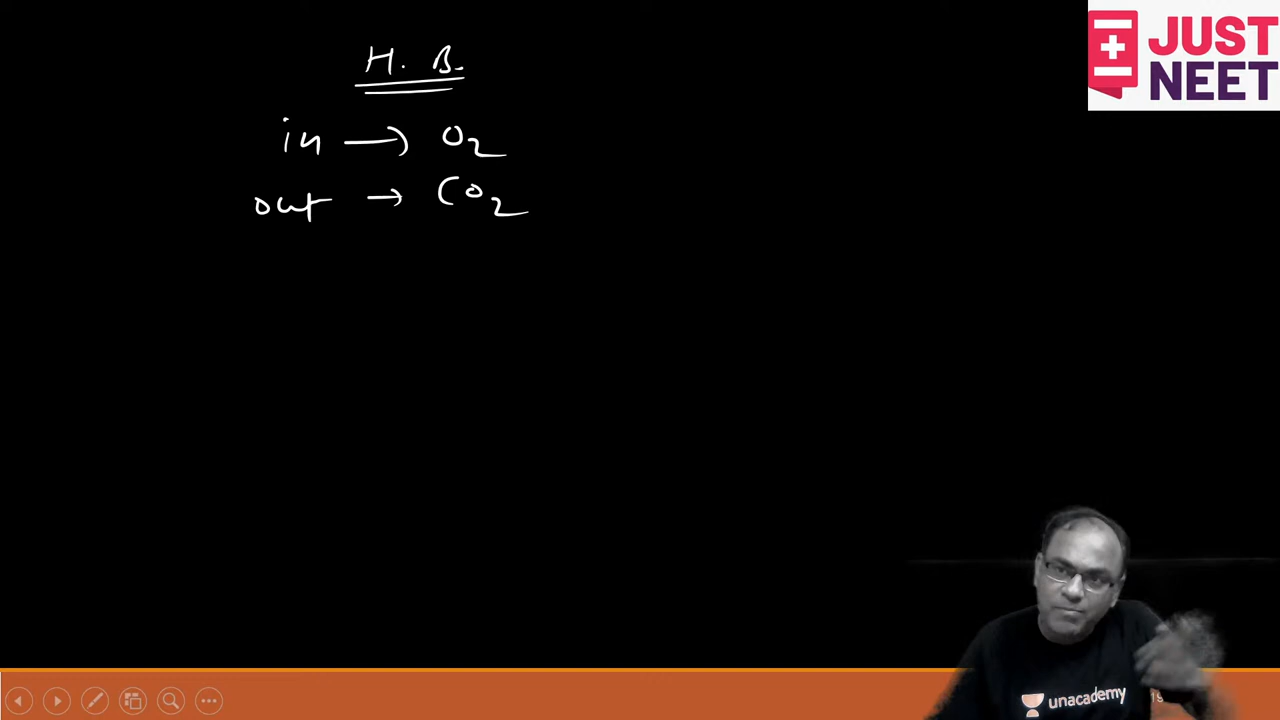 H. B.
in → O2
out → CO2
JUST
NEET
unacademy